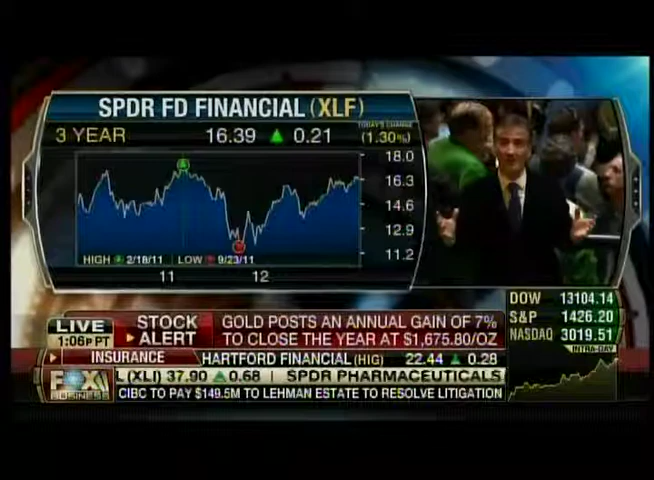 SPDR FD FINANCIAL (XLF)
3 YEAR 16.39 0.21 TODAY'S CHANGE (1.30%)
18.0
16.3
14.6
12.9
11.2
HIGH 2/18/11 LOW 9/23/11
11 12
DOW 13104.14
S&P 1426.20
NASDAQ 3019.51
INTRA-DAY
LIVE
1:06P PT
STOCK ALERT
GOLD POSTS AN ANNUAL GAIN OF 7%
TO CLOSE THE YEAR AT $1,675.80/OZ
INSURANCE HARTFORD FINANCIAL (HIG) 22.44 0.28
L (XLI) 37.90 0.68 SPDR PHARMACEUTICALS
FOX
BUSINESS
CIBC TO PAY $149.5M TO LEHMAN ESTATE TO RESOLVE LITIGATION